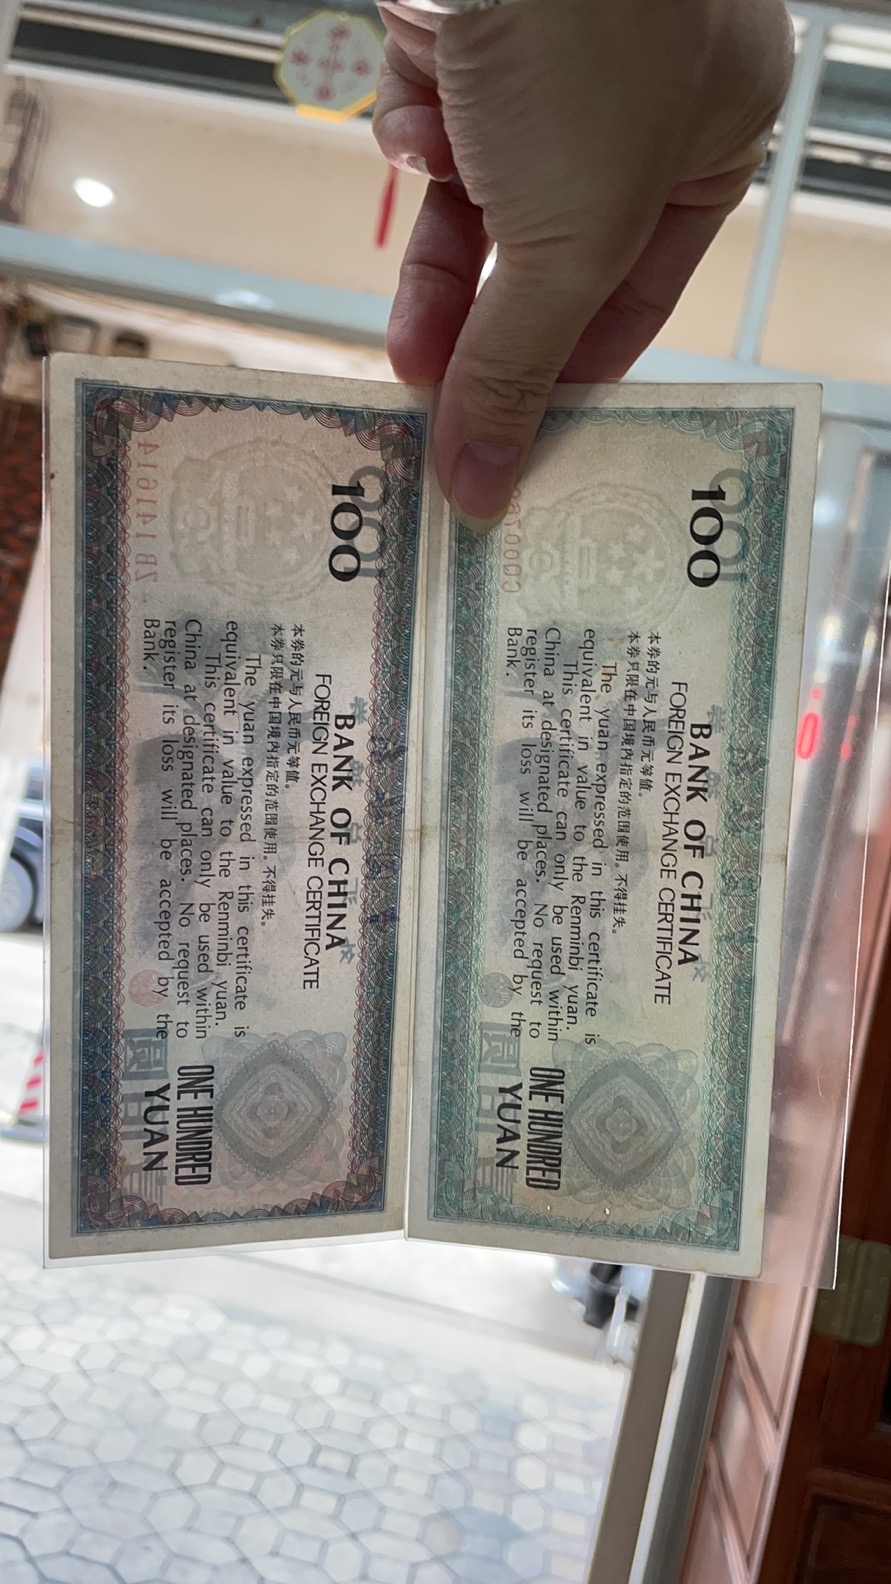 100
BANK OF CHINA
FOREIGN EXCHANGE CERTIFICATE
本券的元与人民币元等值。
本券只限在中国境内指定的范围使用。不得挂失。
The yuan expressed in this certificate is
equivalent in value to the Renminbi yuan.
This certificate can only be used within
China at designated places. No request to
register its loss will be accepted by the
Bank.
ONE HUNDRED
YUAN
100
BANK OF CHINA
FOREIGN EXCHANGE CERTIFICATE
本券的元与人民币元等值。
本券只限在中国境内指定的范围使用。不得挂失。
The yuan expressed in this certificate is
equivalent in value to the Renminbi yuan.
This certificate can only be used within
China at designated places. No request to
register its loss will be accepted by the
Bank.
ONE HUNDRED
YUAN